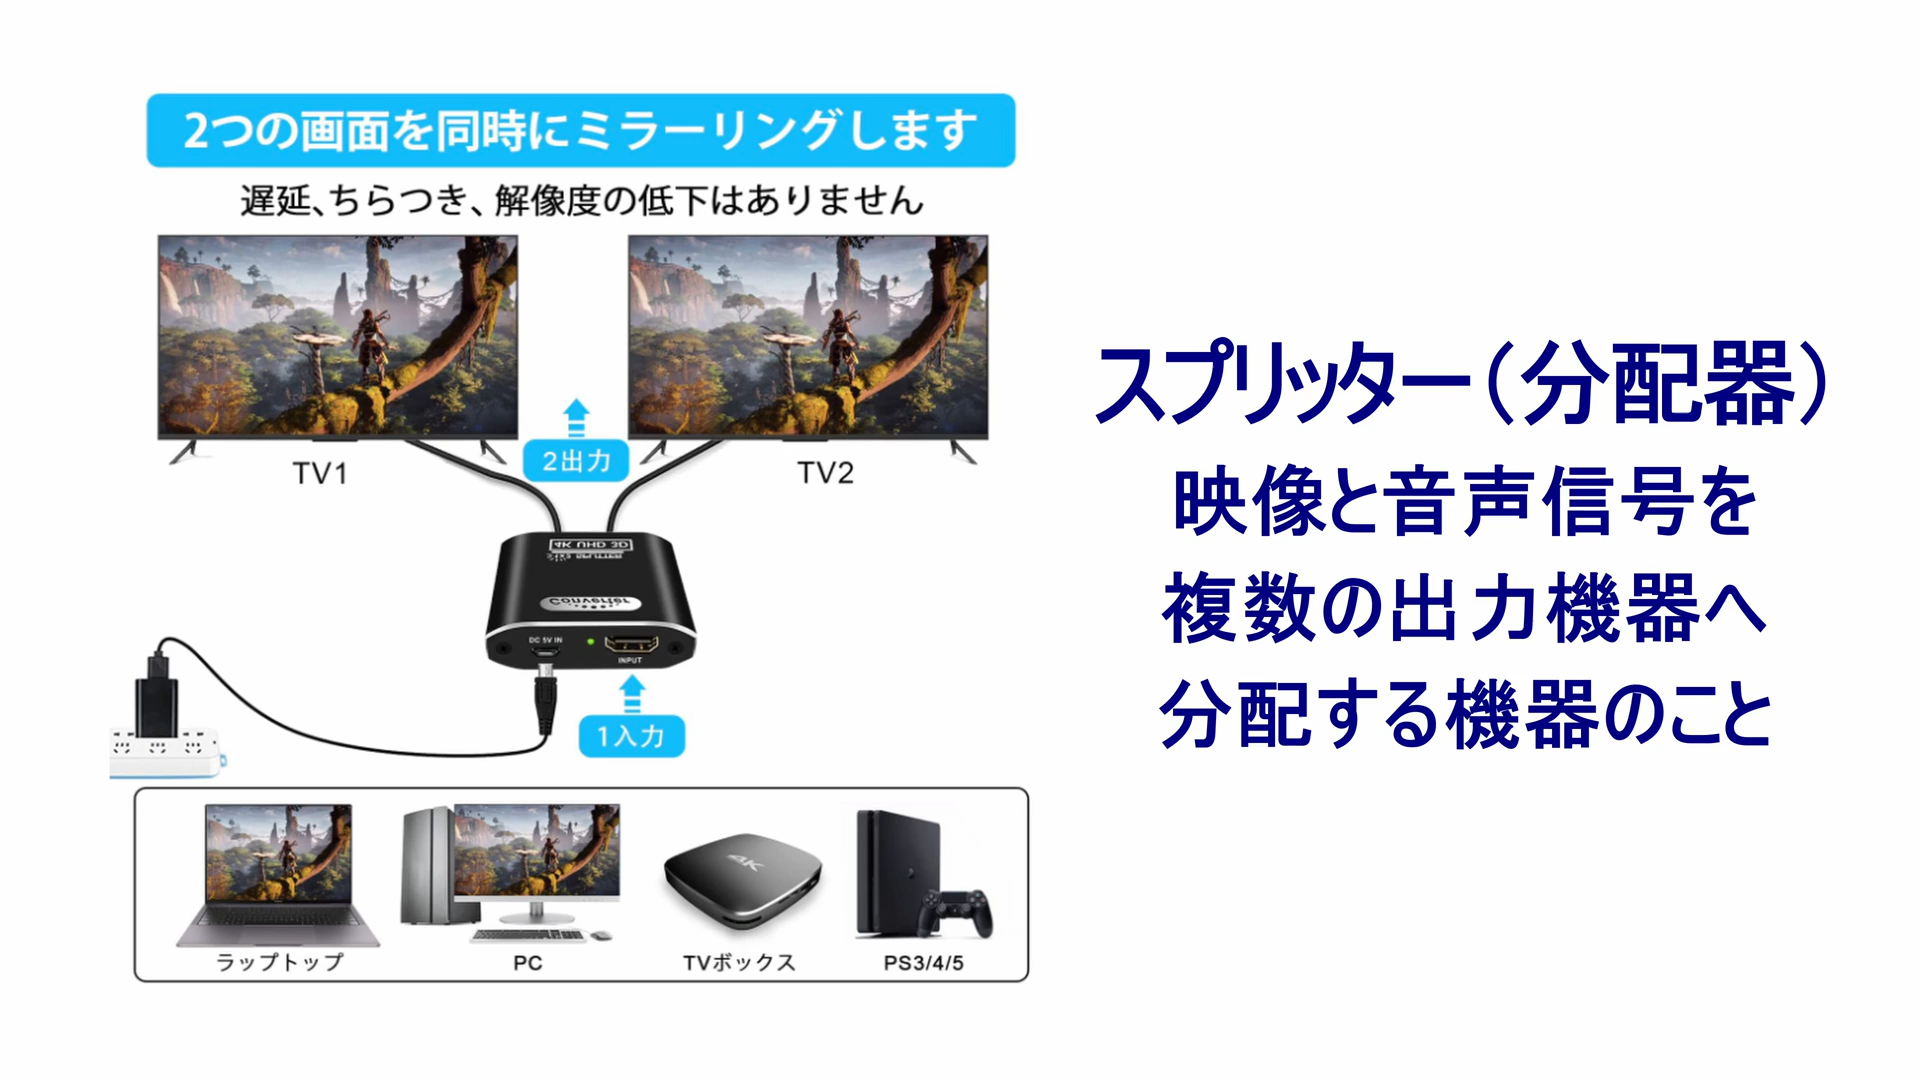 2つの画面を同時にミラーリングします
遅延、ちらつき、解像度の低下はありません
TV1
2出力
TV2
4K UHD 3D
SPLITTER
Converter
DC 5V IN
INPUT
1入力
4K
ラップトップ
PC
TVボックス
PS3/4/5
スプリッター（分配器）
映像と音声信号を
複数の出力機器へ
分配する機器のこと